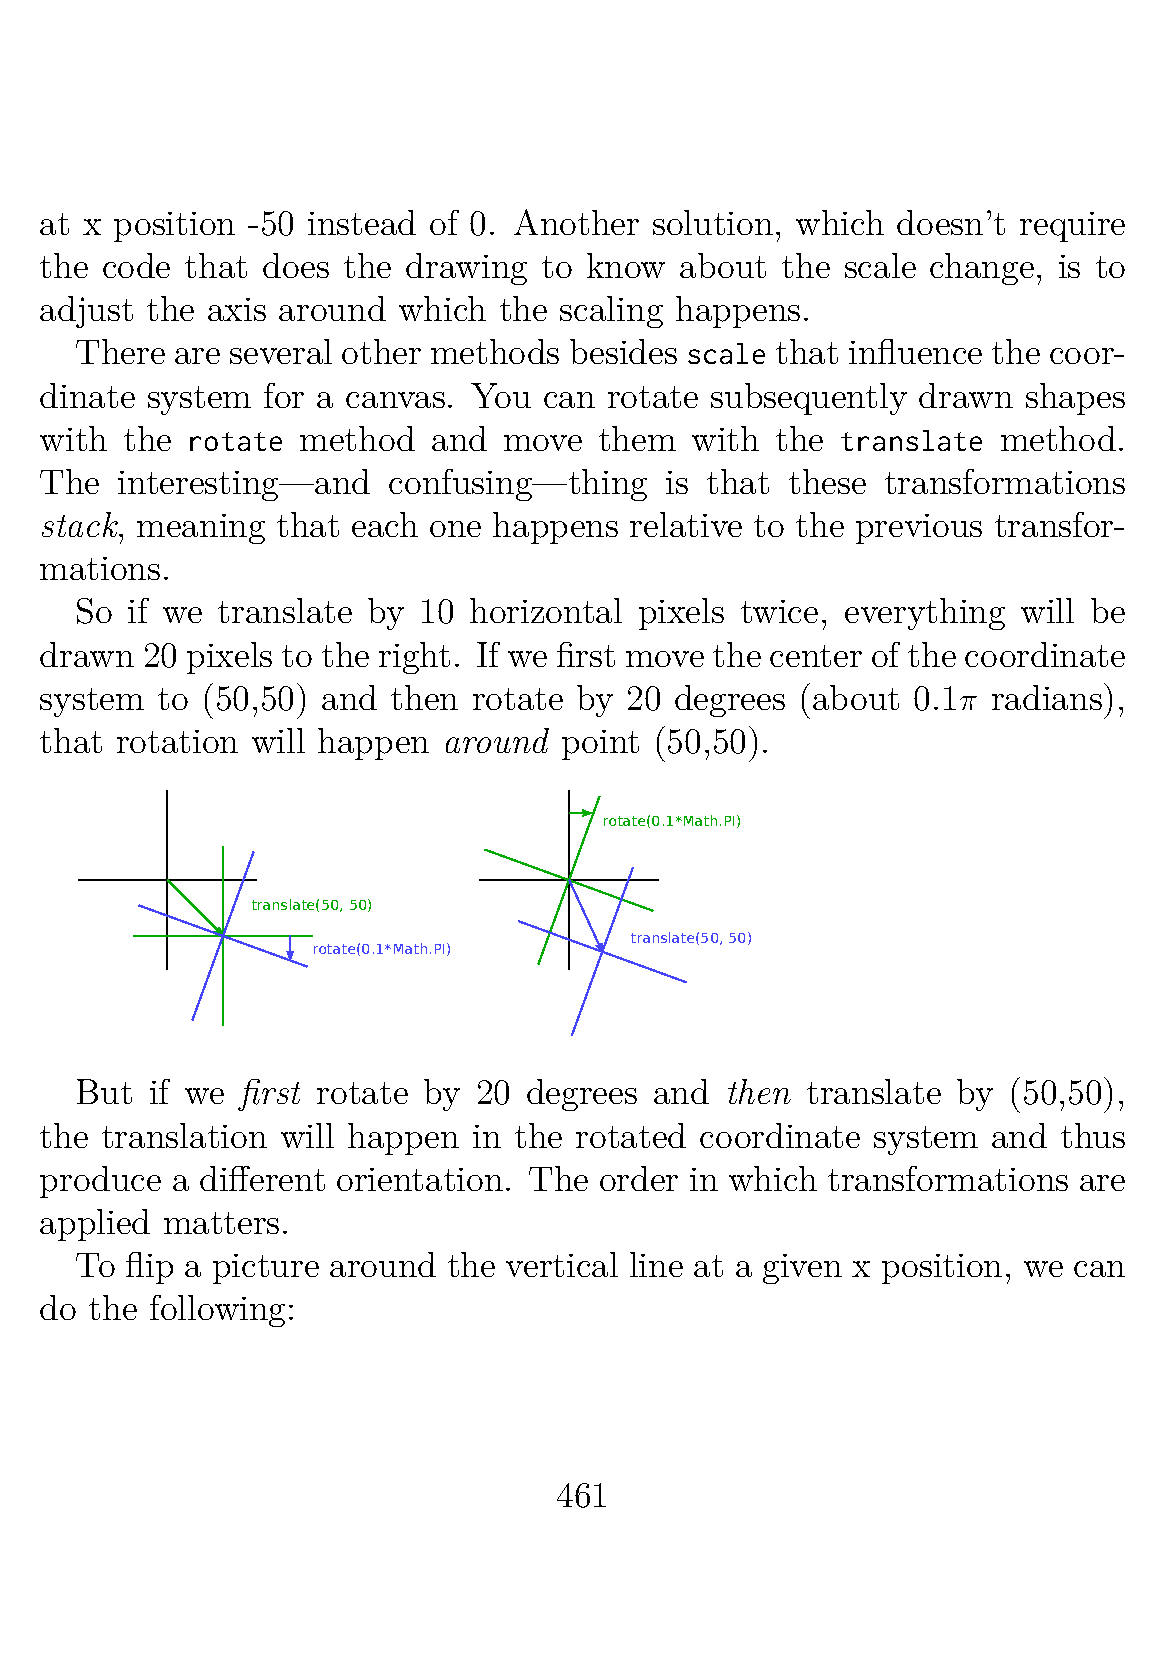 at x position -50 instead of 0. Another solution, which doesn't require
the code that does the drawing to know about the scale change, is to
adjust the axis around which the scaling happens.
There are several other methods besides scale that influence the coor-
dinate system for a canvas. You can rotate subsequently drawn shapes
with the rotate method and move them with the translate method.
The interesting—and confusing—thing is that these transformations
stack, meaning that each one happens relative to the previous transfor-
mations.
So if we translate by 10 horizontal pixels twice, everything will be
drawn 20 pixels to the right. If we first move the center of the coordinate
system to (50,50) and then rotate by 20 degrees (about 0.1π radians),
that rotation will happen around point (50,50).
translate(50, 50)
rotate(0.1*Math.PI)
rotate(0.1*Math.PI)
translate(50, 50)
But if we first rotate by 20 degrees and then translate by (50,50),
the translation will happen in the rotated coordinate system and thus
produce a different orientation. The order in which transformations are
applied matters.
To flip a picture around the vertical line at a given x position, we can
do the following:
461